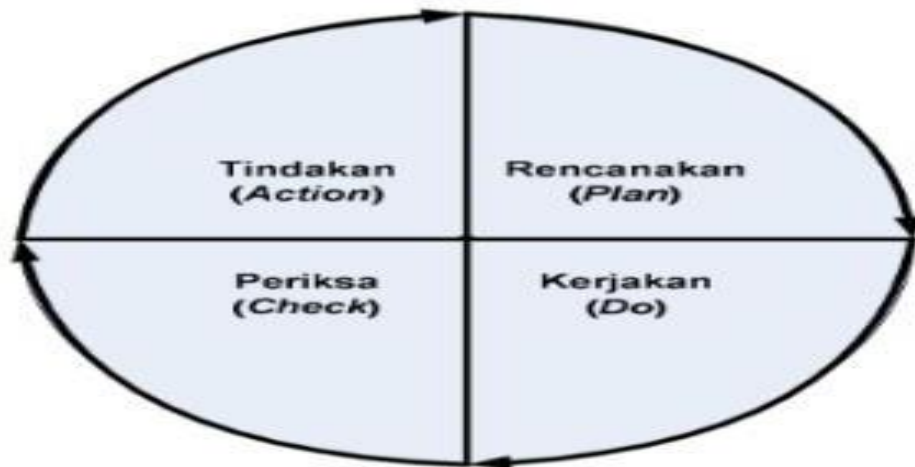 Tindakan
(Action)
Rencanakan
(Plan)
Periksa
(Check)
Kerjakan
(Do)